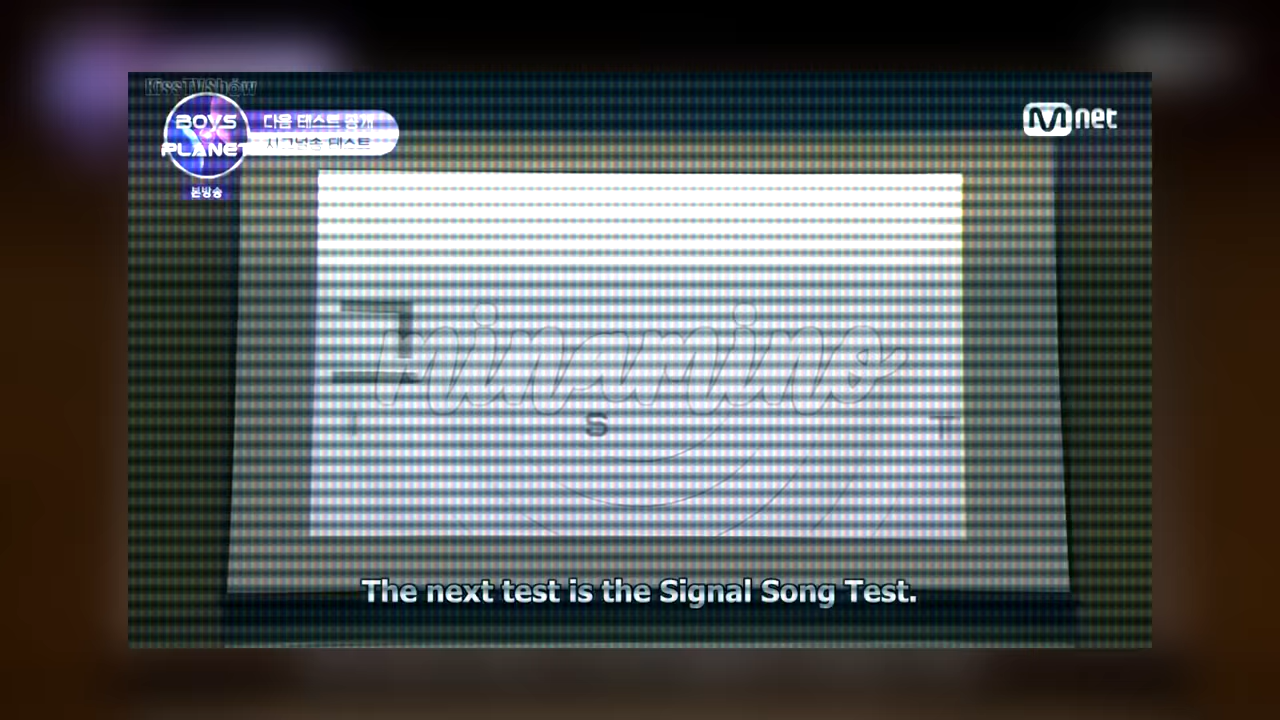 KissTVShow
BOYS
PLANET
다음 테스트 공개
시그널송 테스트
본방송
Mnet
minamino
S T
The next test is the Signal Song Test.